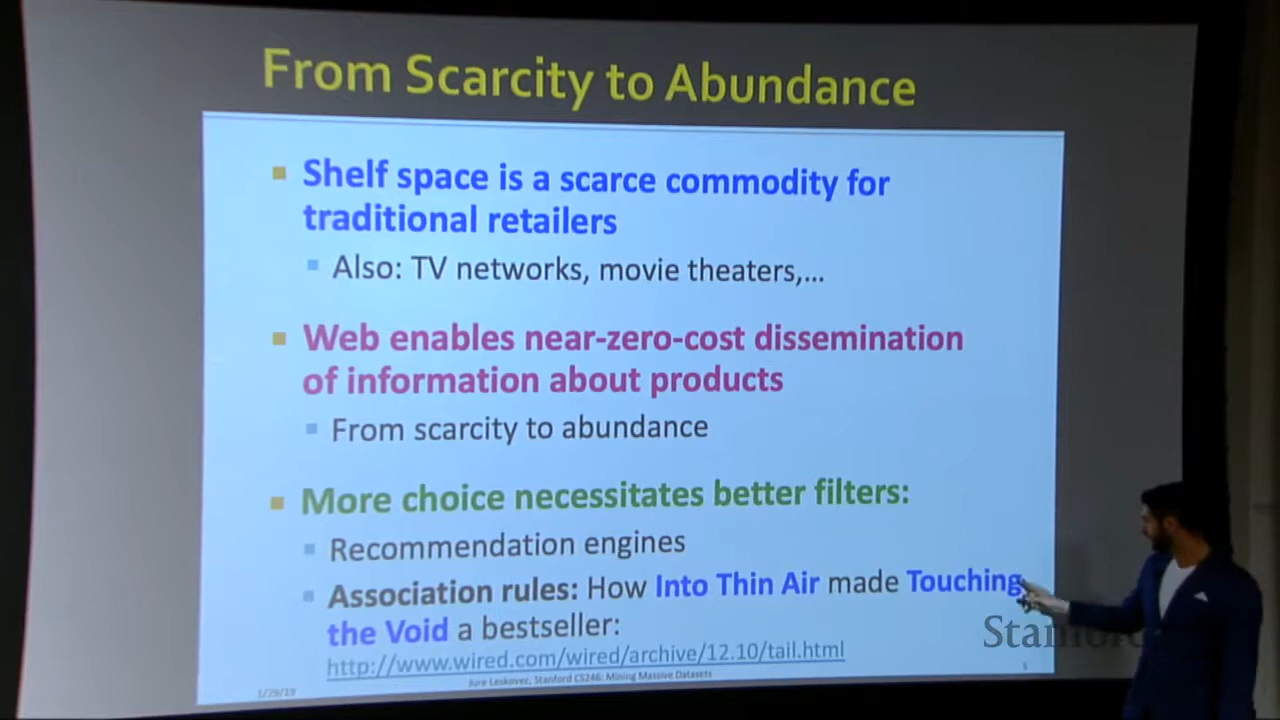 From Scarcity to Abundance
Shelf space is a scarce commodity for
traditional retailers
Also: TV networks, movie theaters,...
Web enables near-zero-cost dissemination
of information about products
From scarcity to abundance
More choice necessitates better filters:
Recommendation engines
Association rules: How Into Thin Air made Touching
the Void a bestseller:
http://www.wired.com/wired/archive/12.10/tail.html
Jure Leskovec, Stanford CS246: Mining Massive Datasets
1/29/19